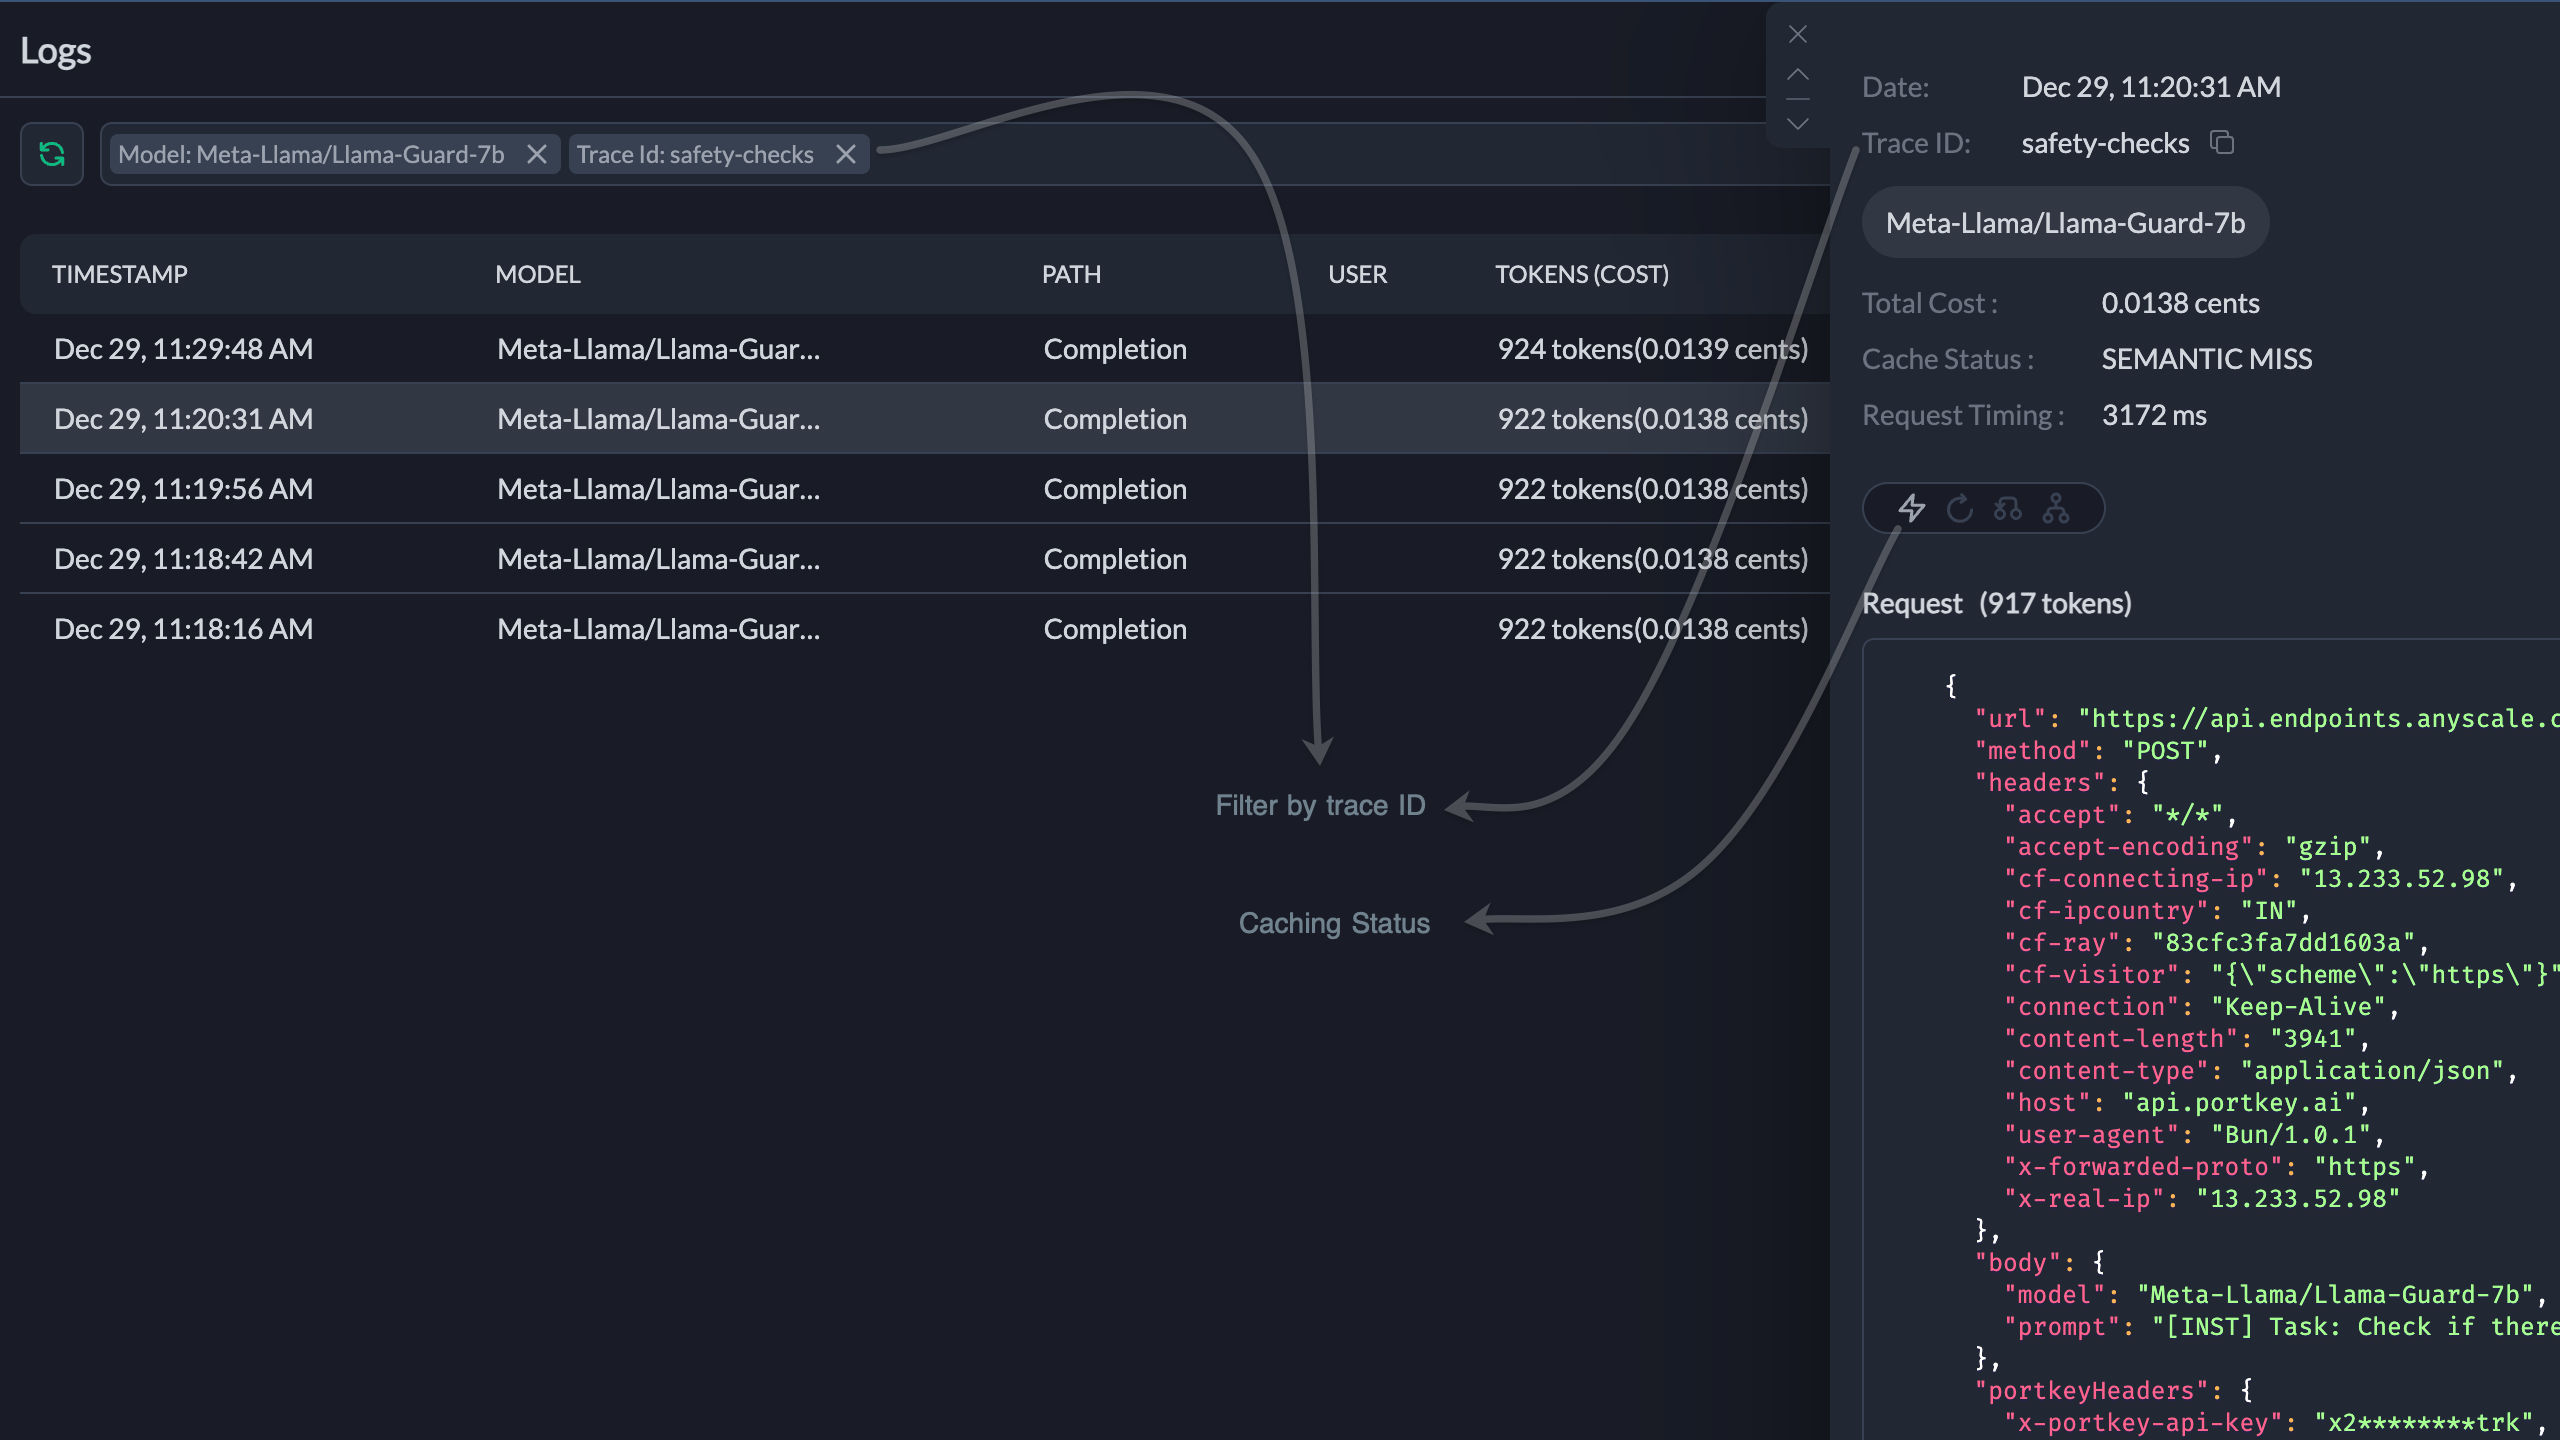 Logs
Model: Meta-Llama/Llama-Guard-7b Trace Id: safety-checks
TIMESTAMP MODEL PATH USER TOKENS (COST)
Dec 29, 11:29:48 AM Meta-Llama/Llama-Guar... Completion 924 tokens(0.0139 cents)
Dec 29, 11:20:31 AM Meta-Llama/Llama-Guar... Completion 922 tokens(0.0138 cents)
Dec 29, 11:19:56 AM Meta-Llama/Llama-Guar... Completion 922 tokens(0.0138 cents)
Dec 29, 11:18:42 AM Meta-Llama/Llama-Guar... Completion 922 tokens(0.0138 cents)
Dec 29, 11:18:16 AM Meta-Llama/Llama-Guar... Completion 922 tokens(0.0138 cents)
Filter by trace ID
Caching Status
Date: Dec 29, 11:20:31 AM
Trace ID: safety-checks
Meta-Llama/Llama-Guard-7b
Total Cost : 0.0138 cents
Cache Status : SEMANTIC MISS
Request Timing : 3172 ms
Request (917 tokens)
{
"url": "https://api.endpoints.anyscale.c
"method": "POST",
"headers": {
"accept": "*/*",
"accept-encoding": "gzip",
"cf-connecting-ip": "13.233.52.98",
"cf-ipcountry": "IN",
"cf-ray": "83cfc3fa7dd1603a",
"cf-visitor": "{\"scheme\":\"https\"}"
"connection": "Keep-Alive",
"content-length": "3941",
"content-type": "application/json",
"host": "api.portkey.ai",
"user-agent": "Bun/1.0.1",
"x-forwarded-proto": "https",
"x-real-ip": "13.233.52.98"
},
"body": {
"model": "Meta-Llama/Llama-Guard-7b",
"prompt": "[INST] Task: Check if there
},
"portkeyHeaders": {
"x-portkey-api-key": "x2********trk",